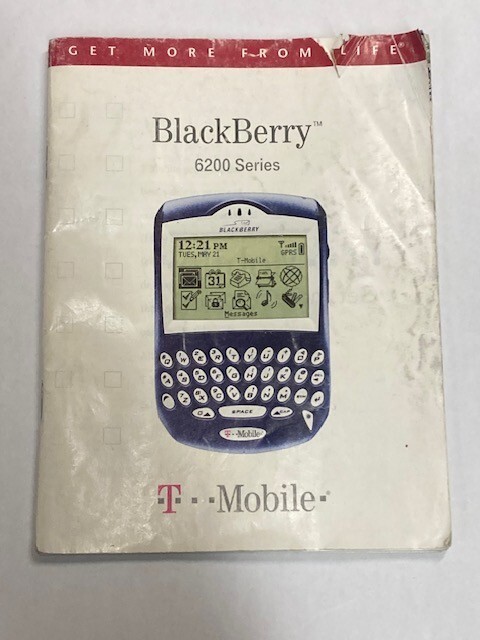 GET MORE FROM LIFE®
BlackBerry™
6200 Series
BLACKBERRY
12:21 PM
TUES, MAY 21
GPRS
T-Mobile
31
Messages
Q W E R T Y U I O P
A S D F G H J K L
Z X C V B N M
SPACE
CAP
T··Mobile·
T··Mobile·®